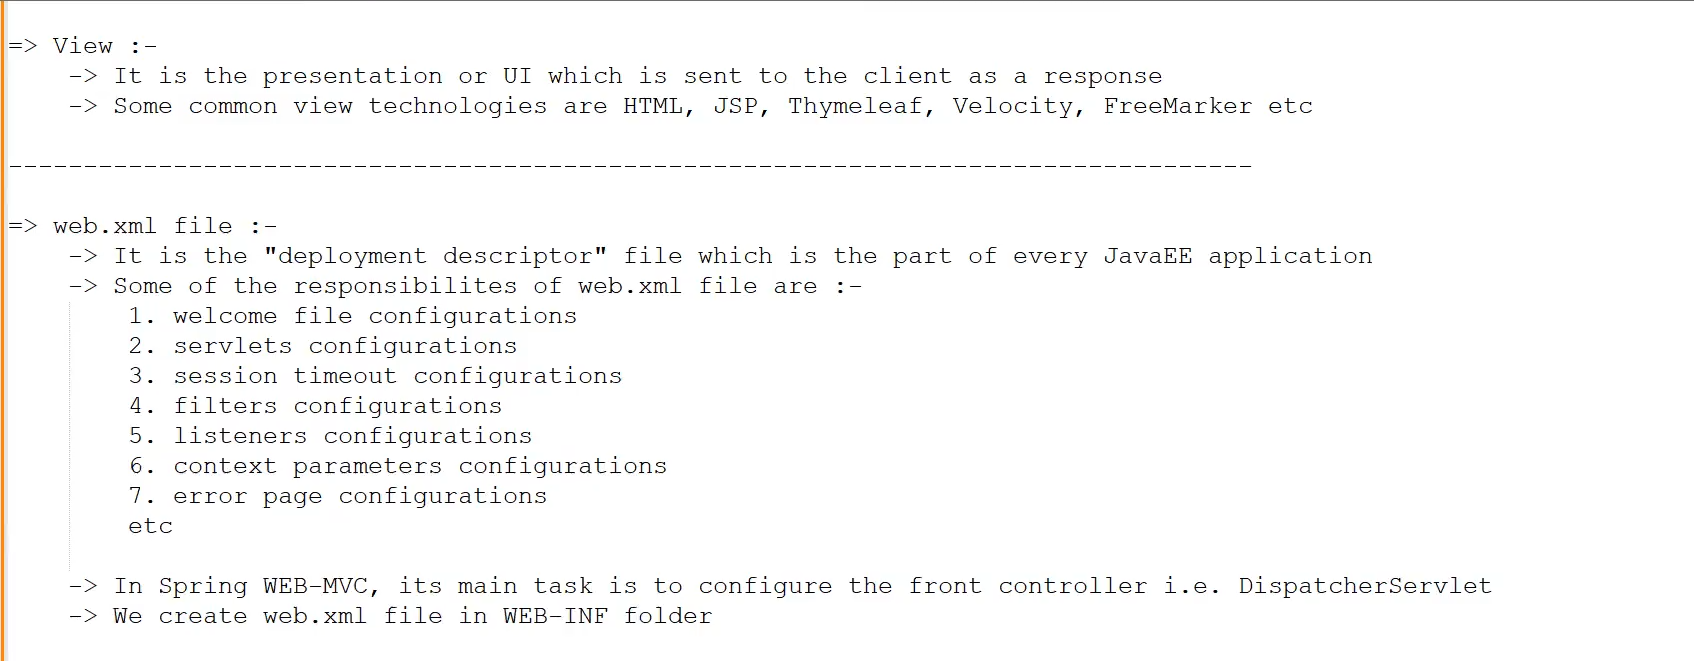 => View :-
-> It is the presentation or UI which is sent to the client as a response
-> Some common view technologies are HTML, JSP, Thymeleaf, Velocity, FreeMarker etc
-----------------------------------------------------------------------------------
=> web.xml file :-
-> It is the "deployment descriptor" file which is the part of every JavaEE application
-> Some of the responsibilites of web.xml file are :-
1. welcome file configurations
2. servlets configurations
3. session timeout configurations
4. filters configurations
5. listeners configurations
6. context parameters configurations
7. error page configurations
etc
-> In Spring WEB-MVC, its main task is to configure the front controller i.e. DispatcherServlet
-> We create web.xml file in WEB-INF folder